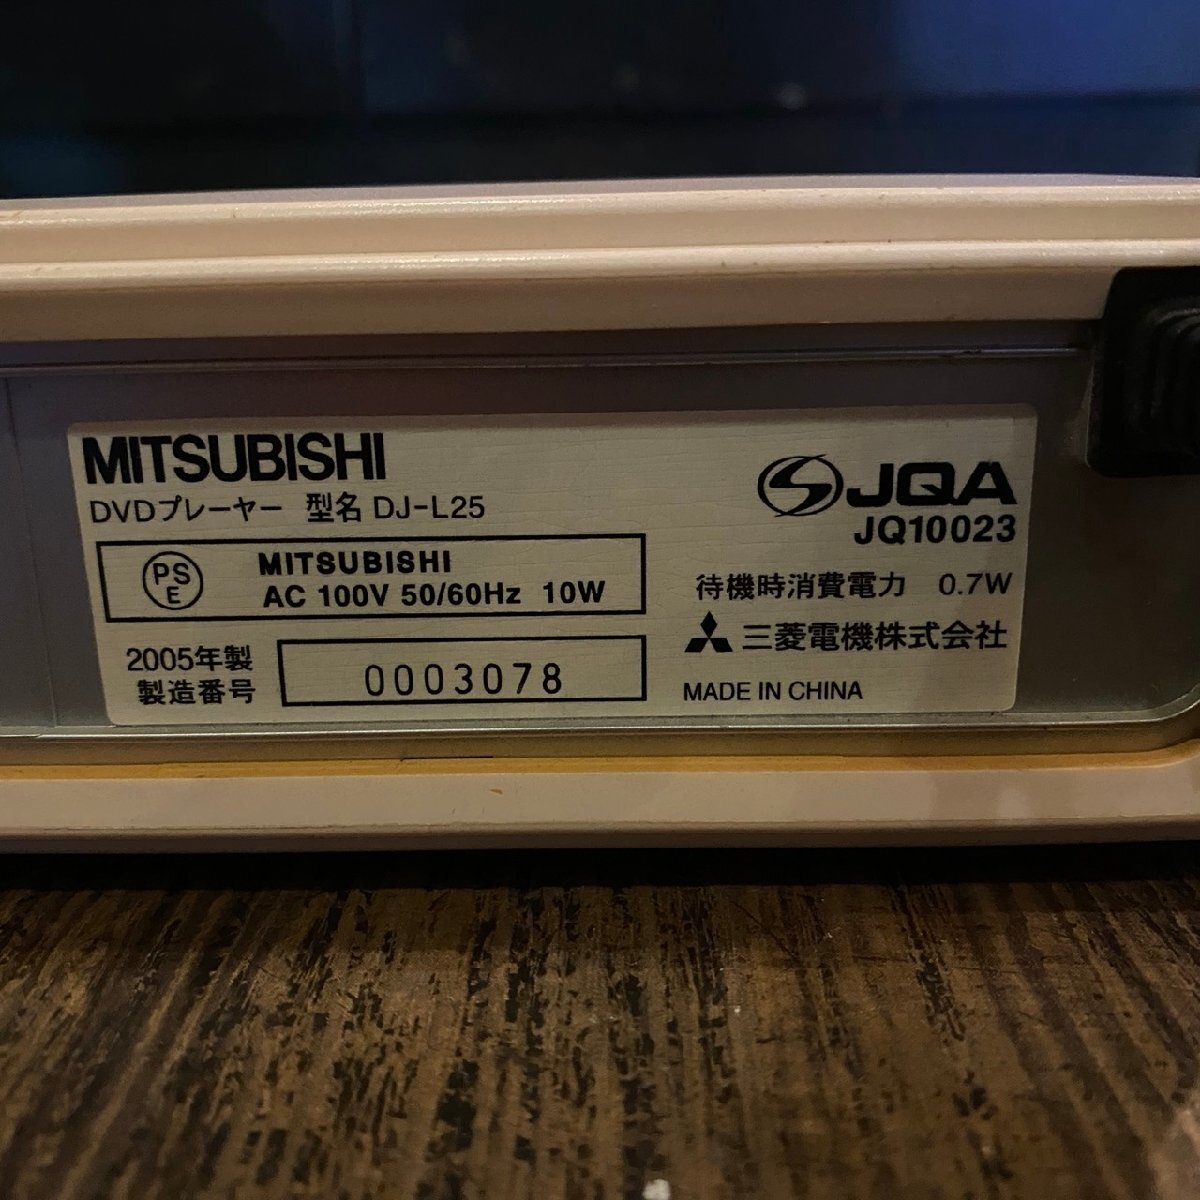 MITSUBISHI
DVDプレーヤー 型名 DJ-L25
PS
E
MITSUBISHI
AC 100V 50/60Hz 10W
2005年製
製造番号
0003078
JQA
JQ10023
待機時消費電力 0.7W
三菱電機株式会社
MADE IN CHINA